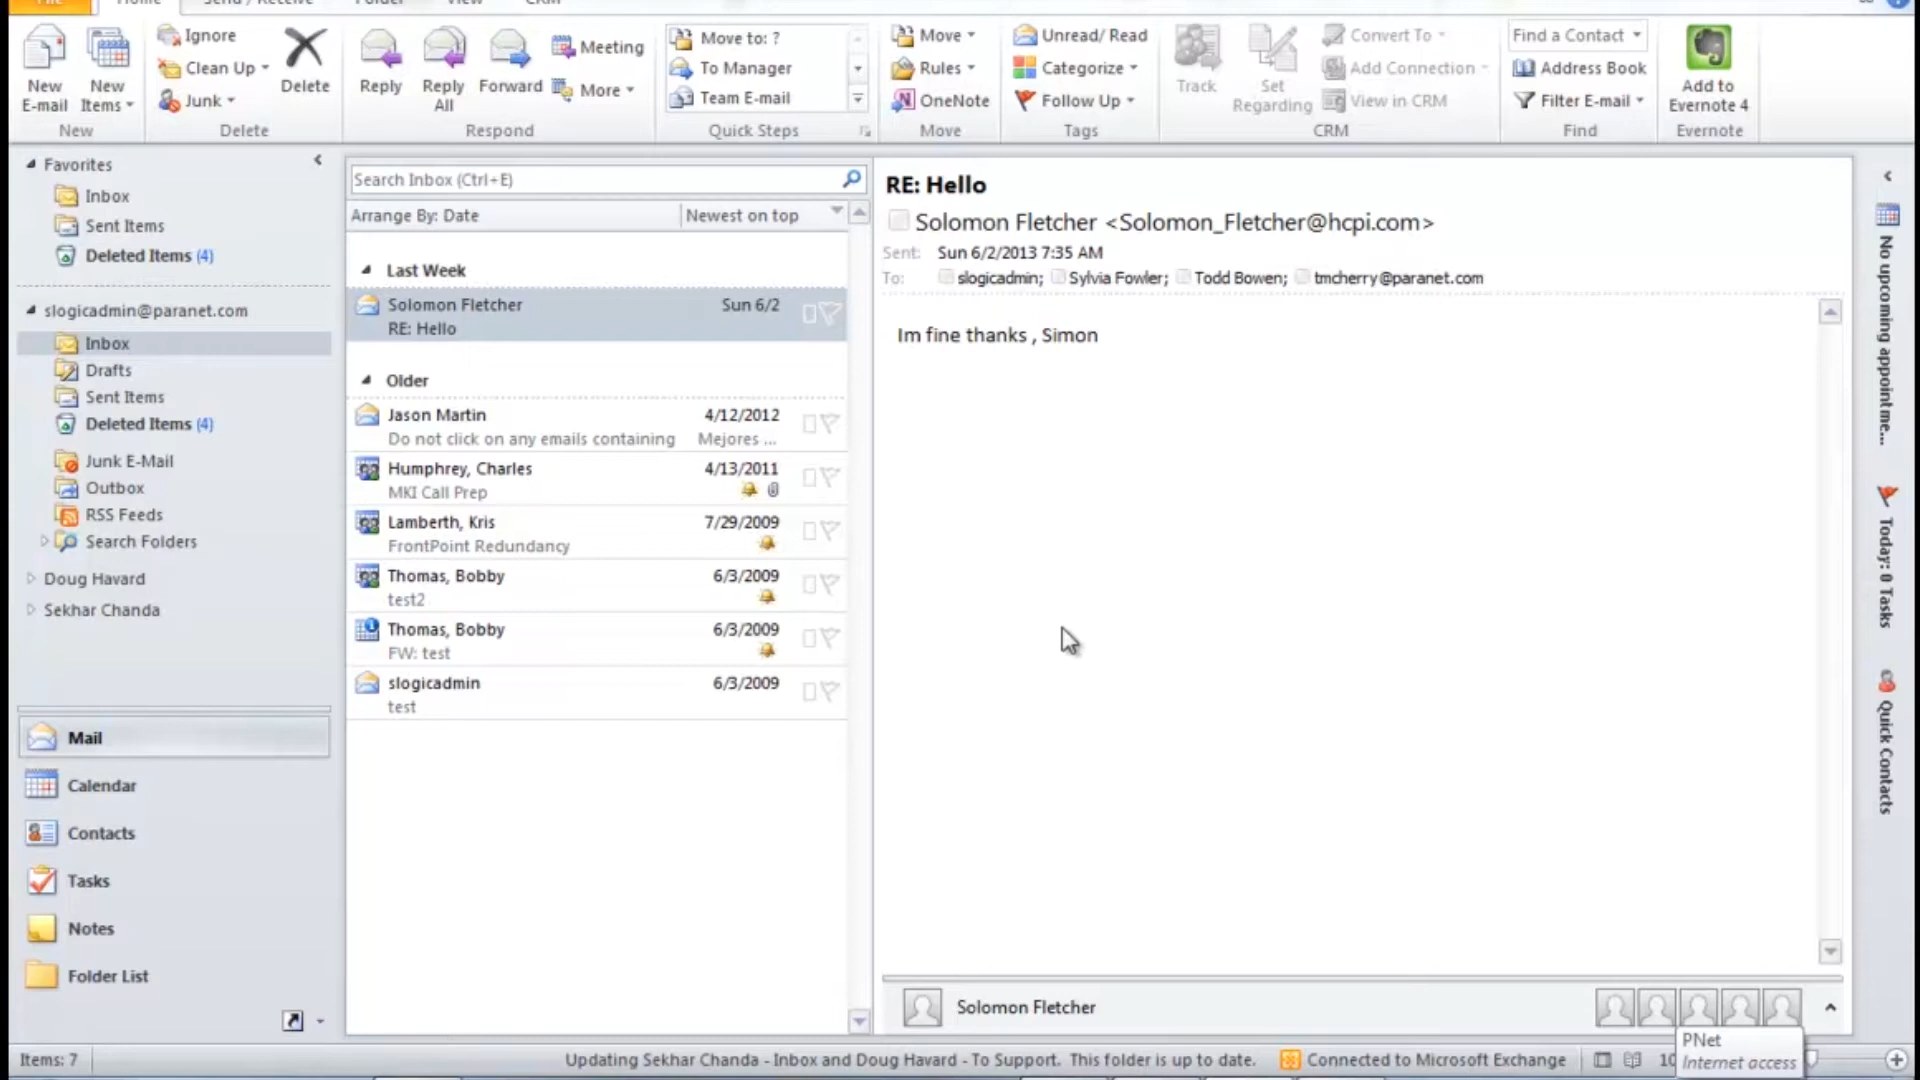 File Home Send / Receive Folder View CRM
New E-mail
New Items
New
Ignore
Clean Up
Junk
Delete
Delete
Reply
Reply All
Forward
Meeting
More
Respond
Move to: ?
To Manager
Team E-mail
Quick Steps
Move
Rules
OneNote
Move
Unread/ Read
Categorize
Follow Up
Tags
Track
Set Regarding
Convert To
Add Connection
View in CRM
CRM
Find a Contact
Address Book
Filter E-mail
Find
Add to Evernote 4
Evernote
Favorites
Inbox
Sent Items
Deleted Items (4)
slogicadmin@paranet.com
Inbox
Drafts
Sent Items
Deleted Items (4)
Junk E-Mail
Outbox
RSS Feeds
Search Folders
Doug Havard
Sekhar Chanda
Mail
Calendar
Contacts
Tasks
Notes
Folder List
Search Inbox (Ctrl+E)
Arrange By: Date Newest on top
Last Week
Solomon Fletcher Sun 6/2
RE: Hello
Older
Jason Martin 4/12/2012
Do not click on any emails containing Mejores ...
Humphrey, Charles 4/13/2011
MKI Call Prep
Lamberth, Kris 7/29/2009
FrontPoint Redundancy
Thomas, Bobby 6/3/2009
test2
Thomas, Bobby 6/3/2009
FW: test
slogicadmin 6/3/2009
test
RE: Hello
Solomon Fletcher <Solomon_Fletcher@hcpi.com>
Sent: Sun 6/2/2013 7:35 AM
To: slogicadmin; Sylvia Fowler; Todd Bowen; tmcherry@paranet.com
Im fine thanks , Simon
Solomon Fletcher
No upcoming appointme...
Today: 0 Tasks
Quick Contacts
PNet
Internet access
Items: 7 Updating Sekhar Chanda - Inbox and Doug Havard - To Support. This folder is up to date. Connected to Microsoft Exchange